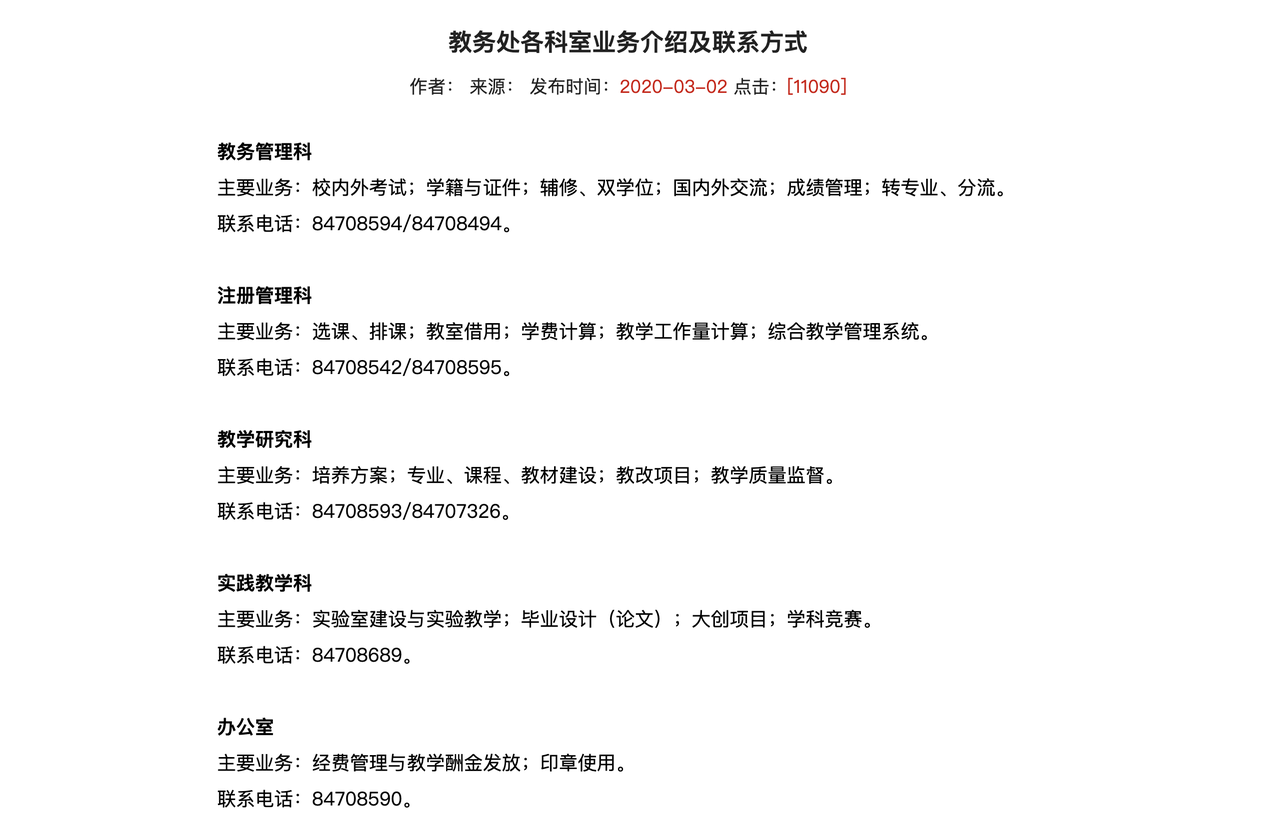 教务处各科室业务介绍及联系方式
作者： 来源： 发布时间：2020-03-02 点击：[11090]
教务管理科
主要业务：校内外考试；学籍与证件；辅修、双学位；国内外交流；成绩管理；转专业、分流。
联系电话：84708594/84708494。
注册管理科
主要业务：选课、排课；教室借用；学费计算；教学工作量计算；综合教学管理系统。
联系电话：84708542/84708595。
教学研究科
主要业务：培养方案；专业、课程、教材建设；教改项目；教学质量监督。
联系电话：84708593/84707326。
实践教学科
主要业务：实验室建设与实验教学；毕业设计（论文）；大创项目；学科竞赛。
联系电话：84708689。
办公室
主要业务：经费管理与教学酬金发放；印章使用。
联系电话：84708590。